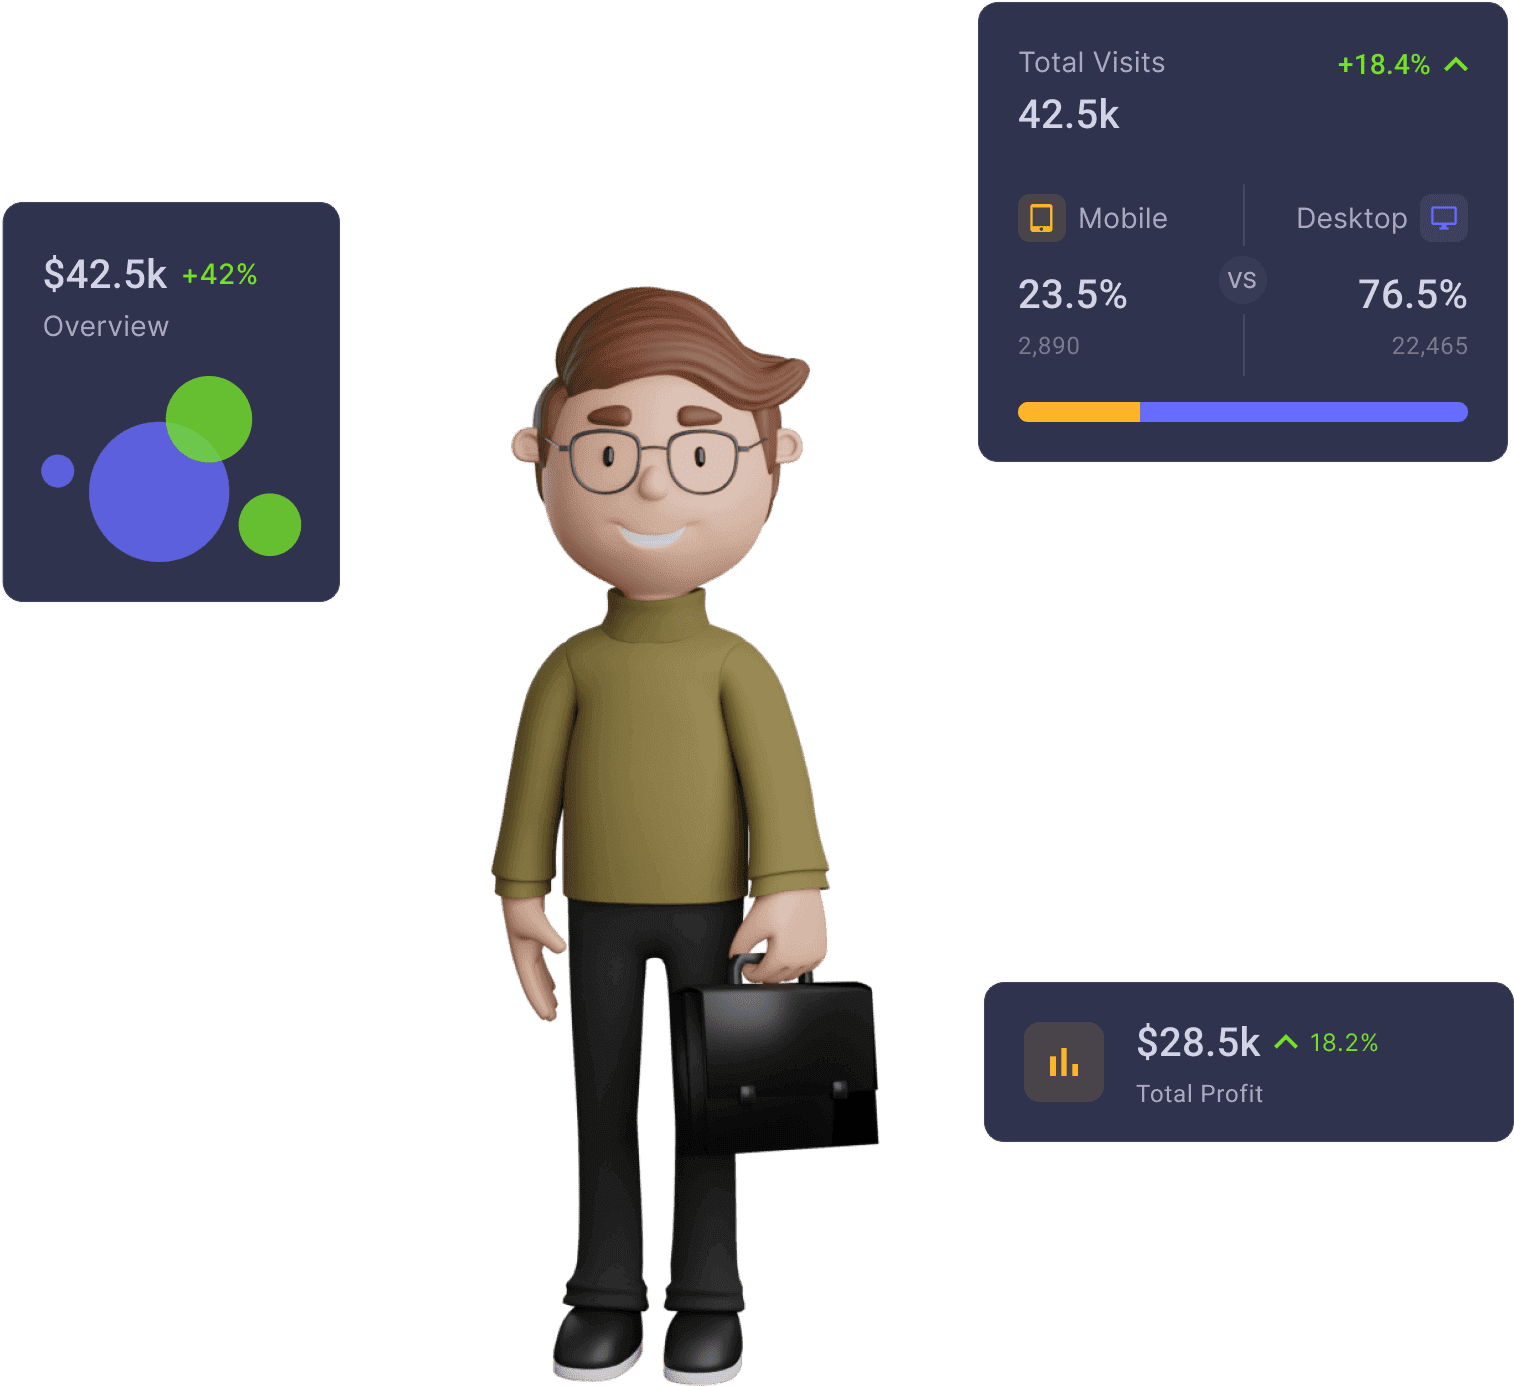 Total Visits
+18.4%
42.5k
Mobile
Desktop
VS
23.5%
76.5%
2,890
22,465
$42.5k +42%
Overview
$28.5k 18.2%
Total Profit